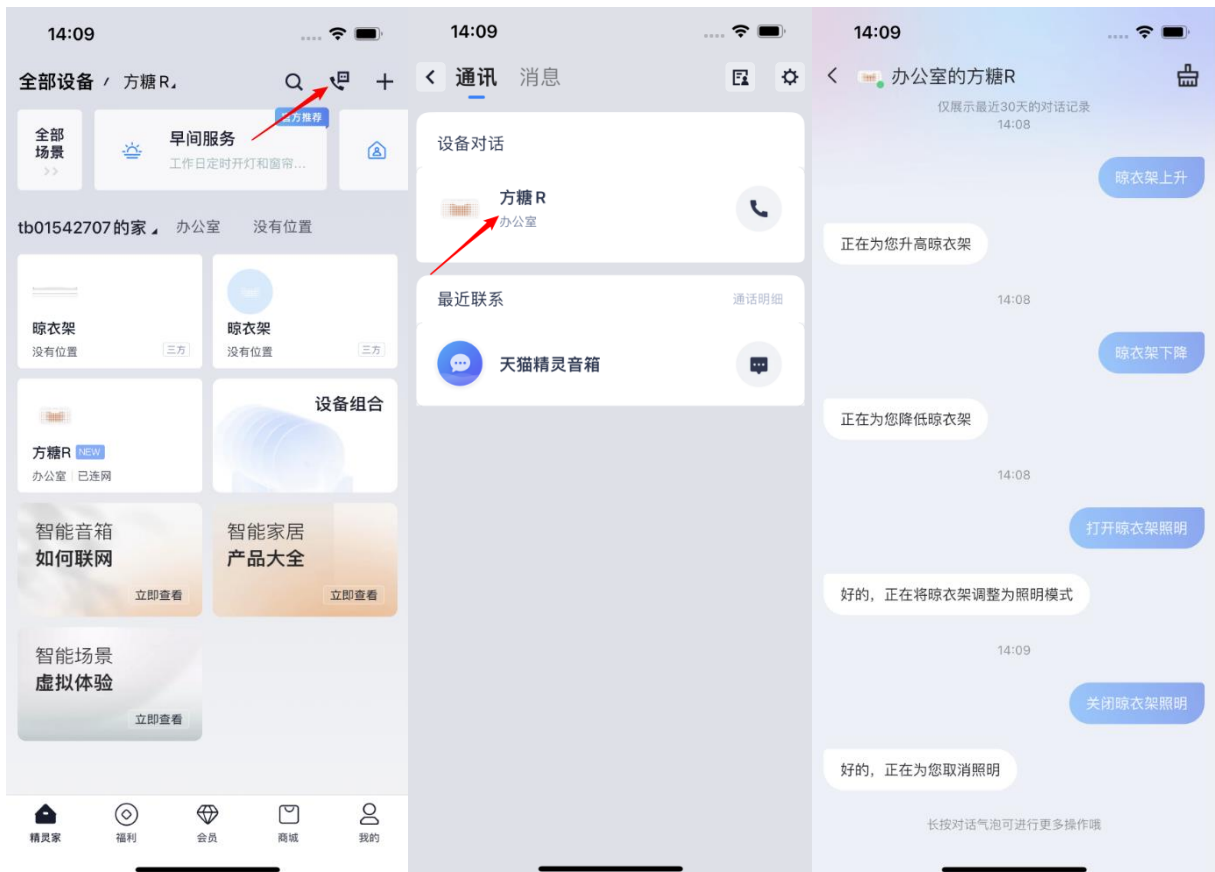 14:09
全部设备 / 方糖R
官方推荐
全部
场景
>>
早间服务
工作日定时开灯和窗帘...
tb01542707的家 办公室 没有位置
晾衣架
没有位置 三方
晾衣架
没有位置 三方
方糖R NEW
办公室 | 已连网
设备组合
智能音箱
如何联网
立即查看
智能家居
产品大全
立即查看
智能场景
虚拟体验
立即查看
精灵家 福利 会员 商城 我的
14:09
通讯 消息
设备对话
方糖 R
办公室
最近联系 通话明细
天猫精灵音箱
14:09
办公室的方糖R
仅展示最近30天的对话记录
14:08
晾衣架上升
正在为您升高晾衣架
14:08
晾衣架下降
正在为您降低晾衣架
14:08
打开晾衣架照明
好的，正在将晾衣架调整为照明模式
14:09
关闭晾衣架照明
好的，正在为您取消照明
长按对话气泡可进行更多操作哦